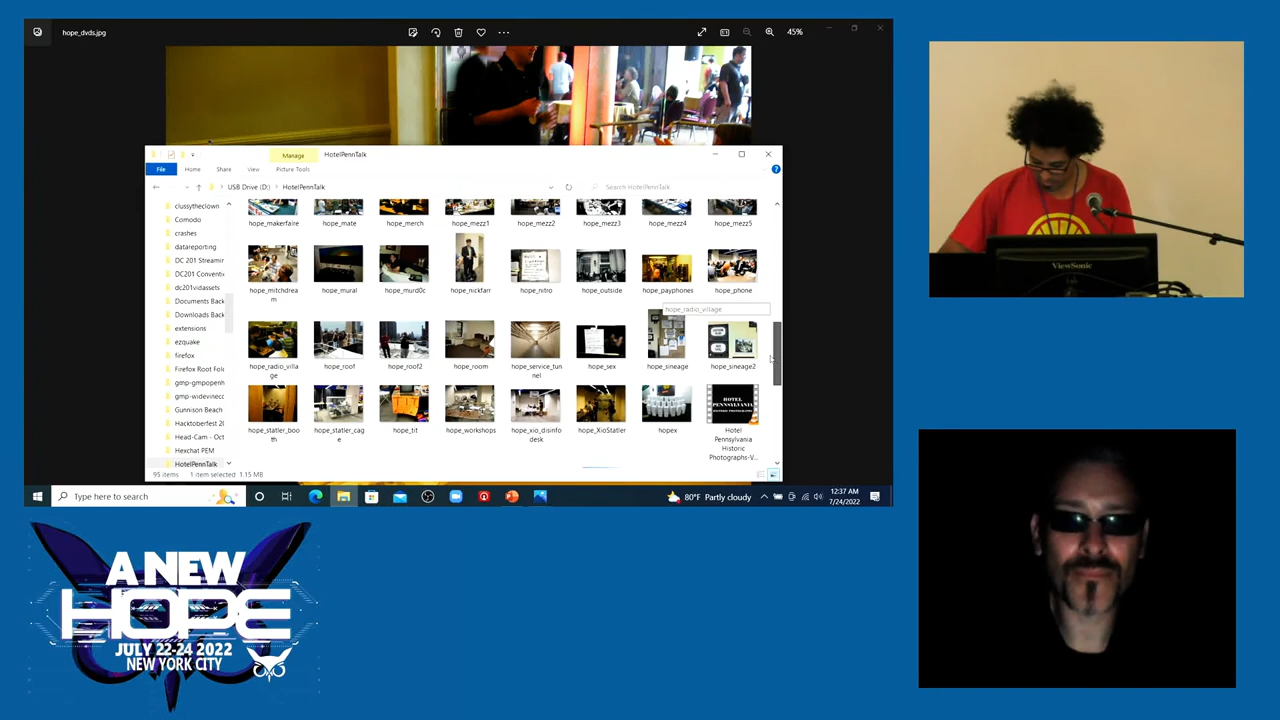 hope_dvds.jpg
45%
Manage
HotelPennTalk
File
Home
Share
View
Picture Tools
USB Drive (D:)
HotelPennTalk
Search HotelPennTalk
clussytheclown
Comodo
crashes
datareporting
DC 201 Streamin
DC201 Conventi
dc201vidassets
Documents Back
Downloads Back
extensions
ezquake
firefox
Firefox Root Fol
gmp-gmpopenh
gmp-widevinec
Gunnison Beach
Hacktoberfest 20
Head-Cam - Oct
Hexchat PEM
HotelPennTalk
hope_makerfaire
hope_mate
hope_merch
hope_mezz1
hope_mezz2
hope_mezz3
hope_mezz4
hope_mezz5
hope_mitchdrea
m
hope_mural
hope_murd0c
hope_nickfarr
hope_nitro
hope_outside
hope_payphones
hope_phone
hope_radio_village
hope_radio_villa
ge
hope_roof
hope_roof2
hope_room
hope_service_tun
nel
hope_sex
hope_sineage
hope_sineage2
hope_statler_boo
th
hope_statler_cag
e
hope_tit
hope_workshops
hope_xio_disinfo
desk
hope_XioStatler
hopex
HOTEL
PENNSYLVANIA
Hotel
Pennsylvania
Historic
Photographs-V...
95 items
1 item selected 1.15 MB
Type here to search
80°F Partly cloudy
12:37 AM
7/24/2022
ViewSonic
A NEW
HOPE
JULY 22-24 2022
NEW YORK CITY